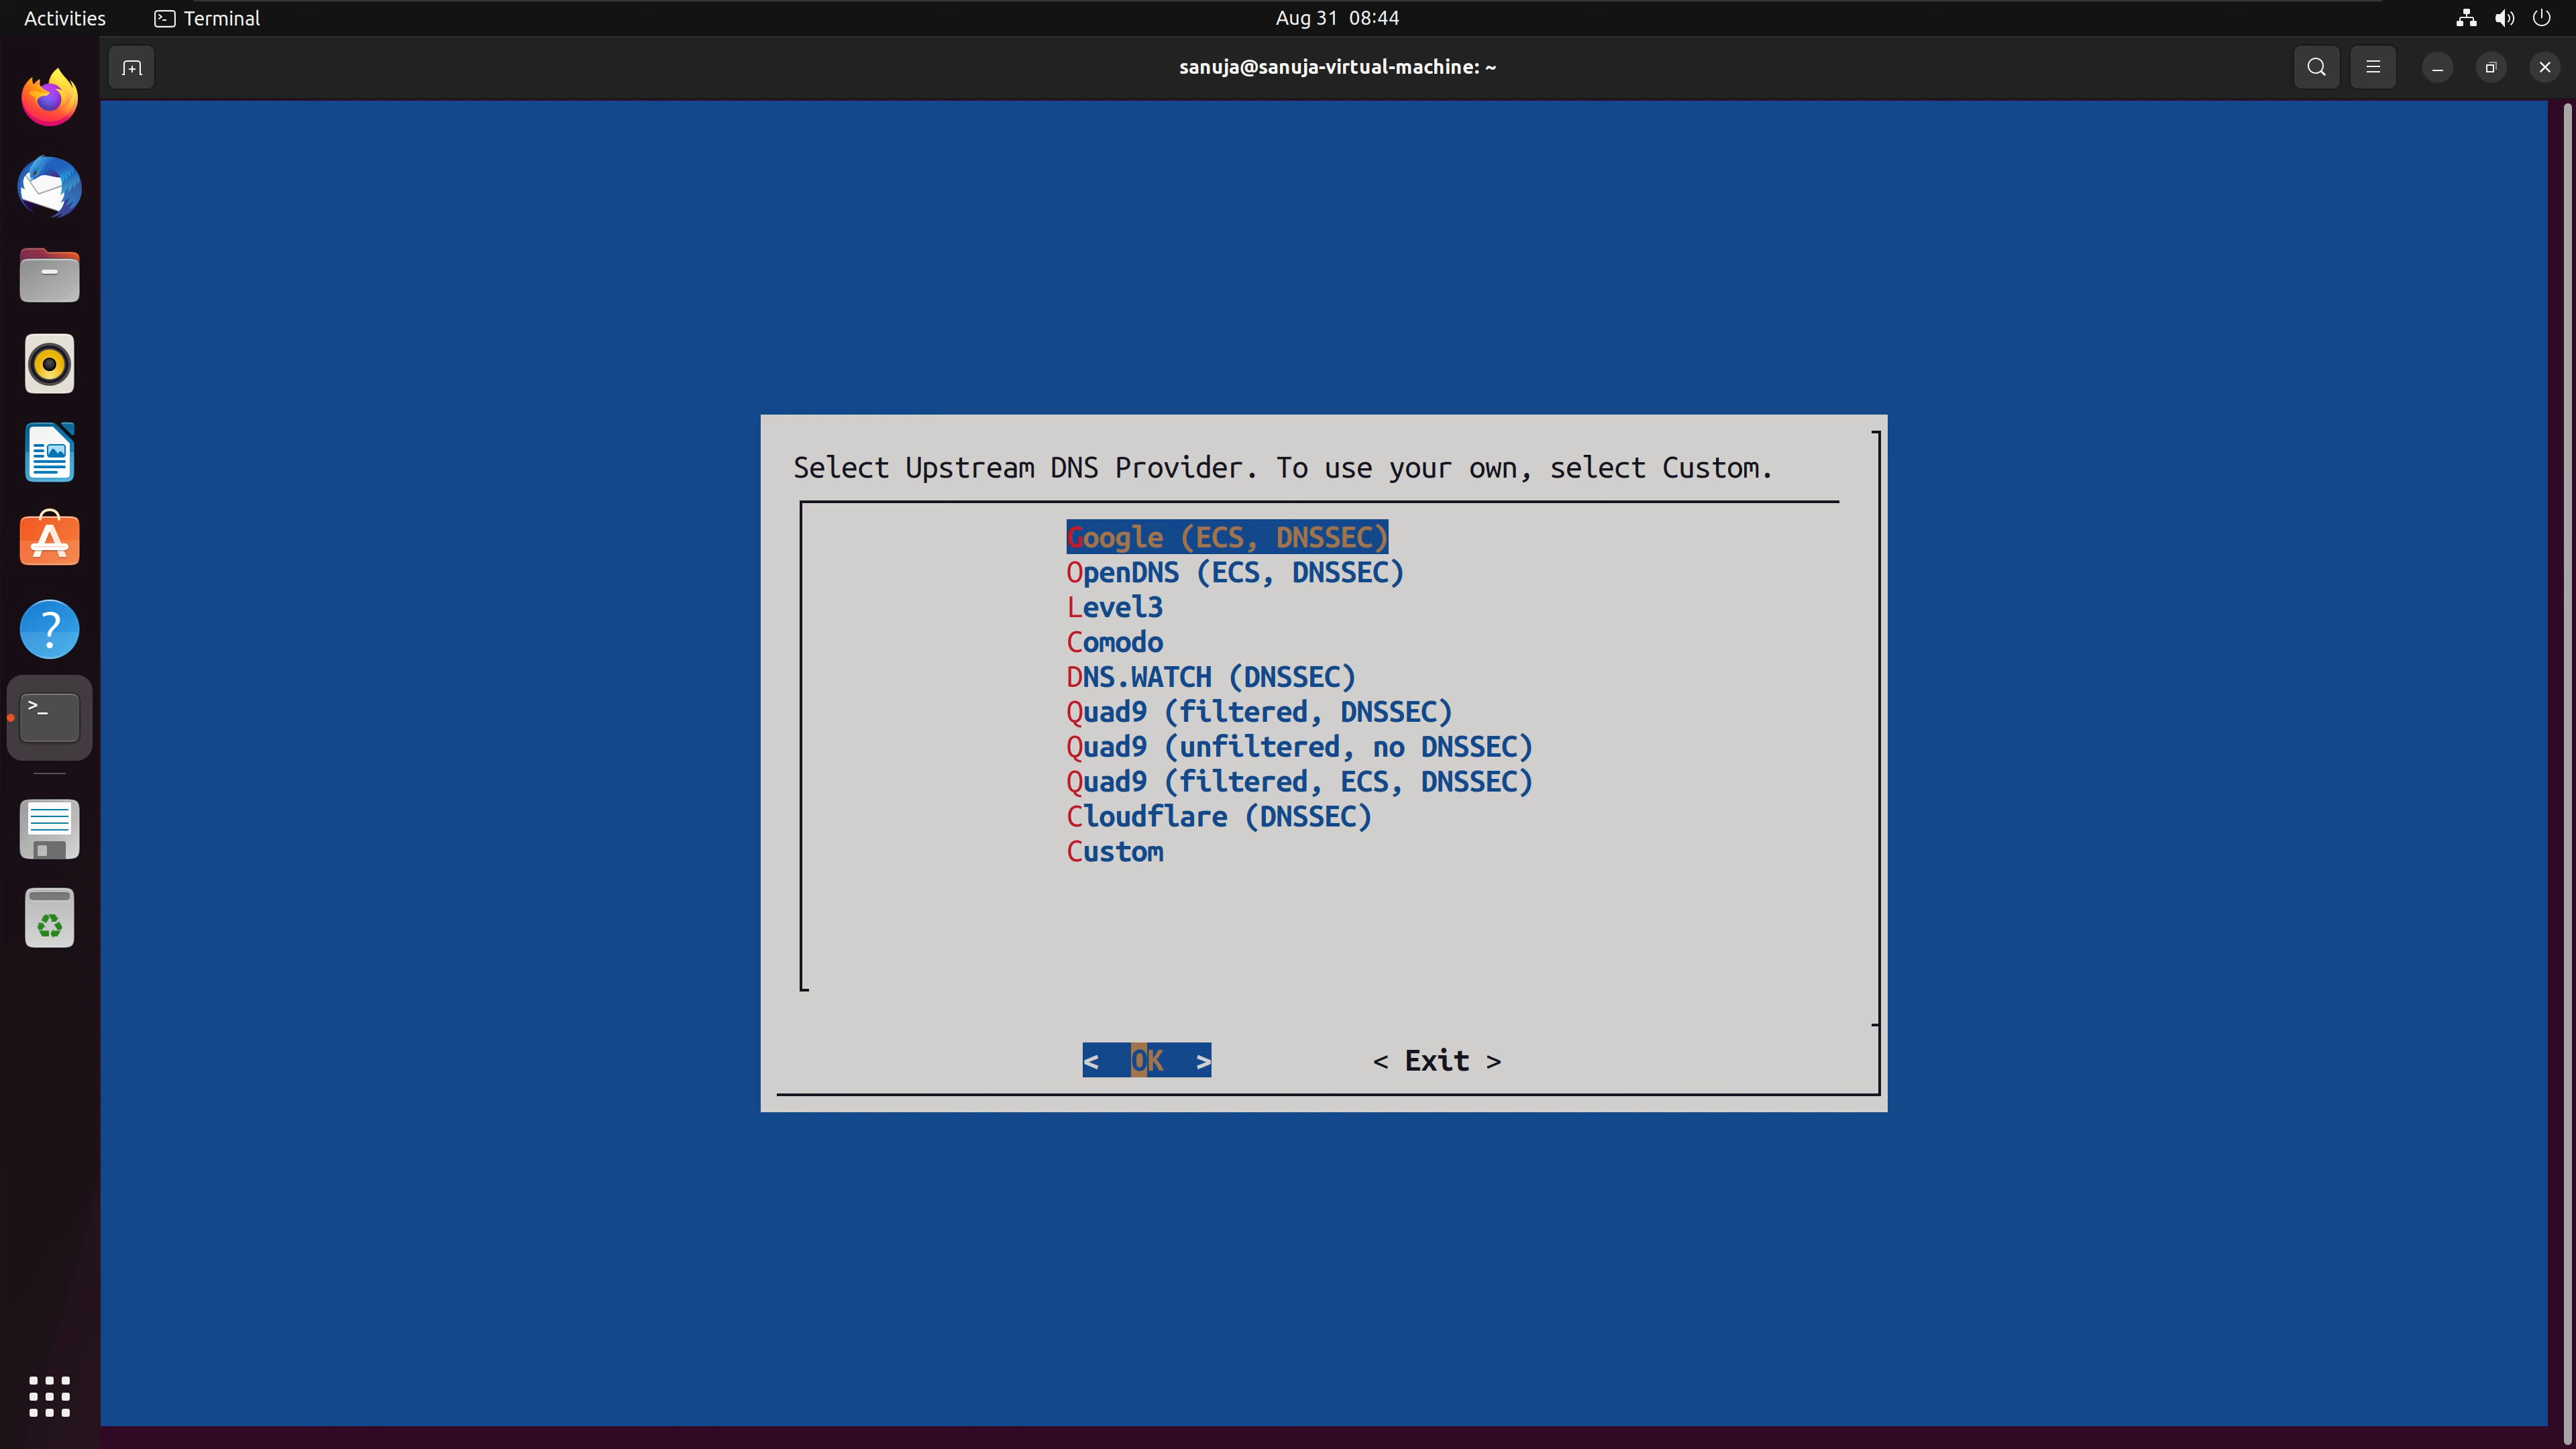 Activities
Terminal
Aug 31 08:44
sanuja@sanuja-virtual-machine: ~
Select Upstream DNS Provider. To use your own, select Custom.
Google (ECS, DNSSEC)
OpenDNS (ECS, DNSSEC)
Level3
Comodo
DNS.WATCH (DNSSEC)
Quad9 (filtered, DNSSEC)
Quad9 (unfiltered, no DNSSEC)
Quad9 (filtered, ECS, DNSSEC)
Cloudflare (DNSSEC)
Custom
< OK > < Exit >